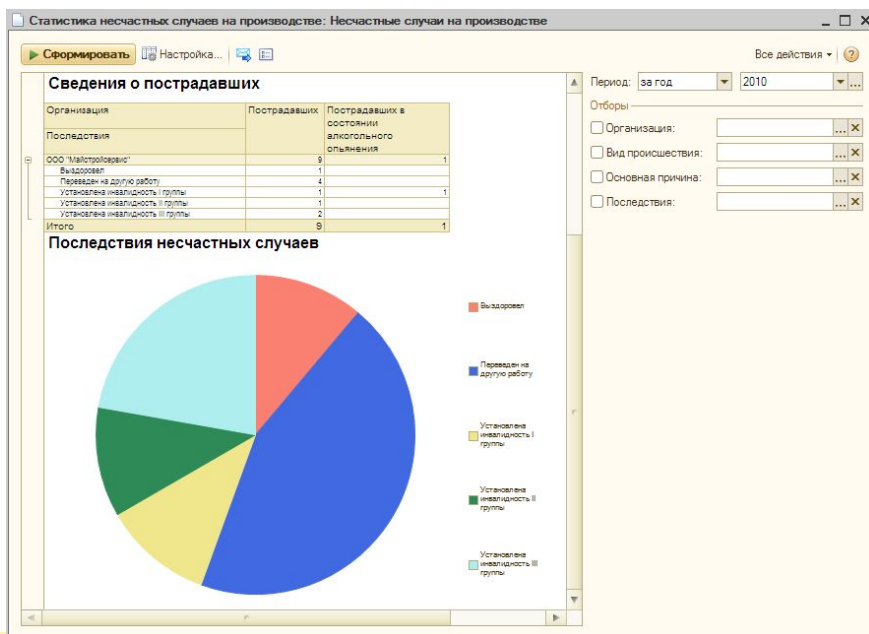 Статистика несчастных случаев на производстве: Несчастные случаи на производстве
Сформировать Настройка... Все действия
Сведения о пострадавших
Организация Пострадавших Пострадавших в состоянии алкогольного опьянения
Последствия
ООО "Майстройсервис" 9 1
Выздоровел 1
Переведен на другую работу 4
Установлена инвалидность I группы 1 1
Установлена инвалидность II группы 1
Установлена инвалидность III группы 2
Итого 9 1
Последствия несчастных случаев
Выздоровел
Переведен на
другую работу
Установлена
инвалидность I
группы
Установлена
инвалидность II
группы
Установлена
инвалидность III
группы
Период: за год 2010
Отборы
Организация:
Вид происшествия:
Основная причина:
Последствия: